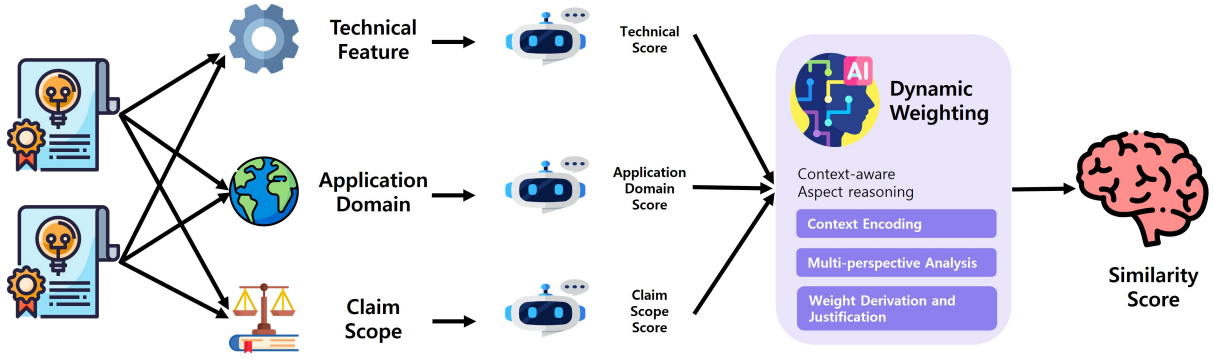 Technical
Feature
Technical
Score
Application
Domain
Application
Domain
Score
Claim
Scope
Claim
Scope
Score
AI
Dynamic
Weighting
Context-aware
Aspect reasoning
Context Encoding
Multi-perspective Analysis
Weight Derivation and
Justification
Similarity
Score